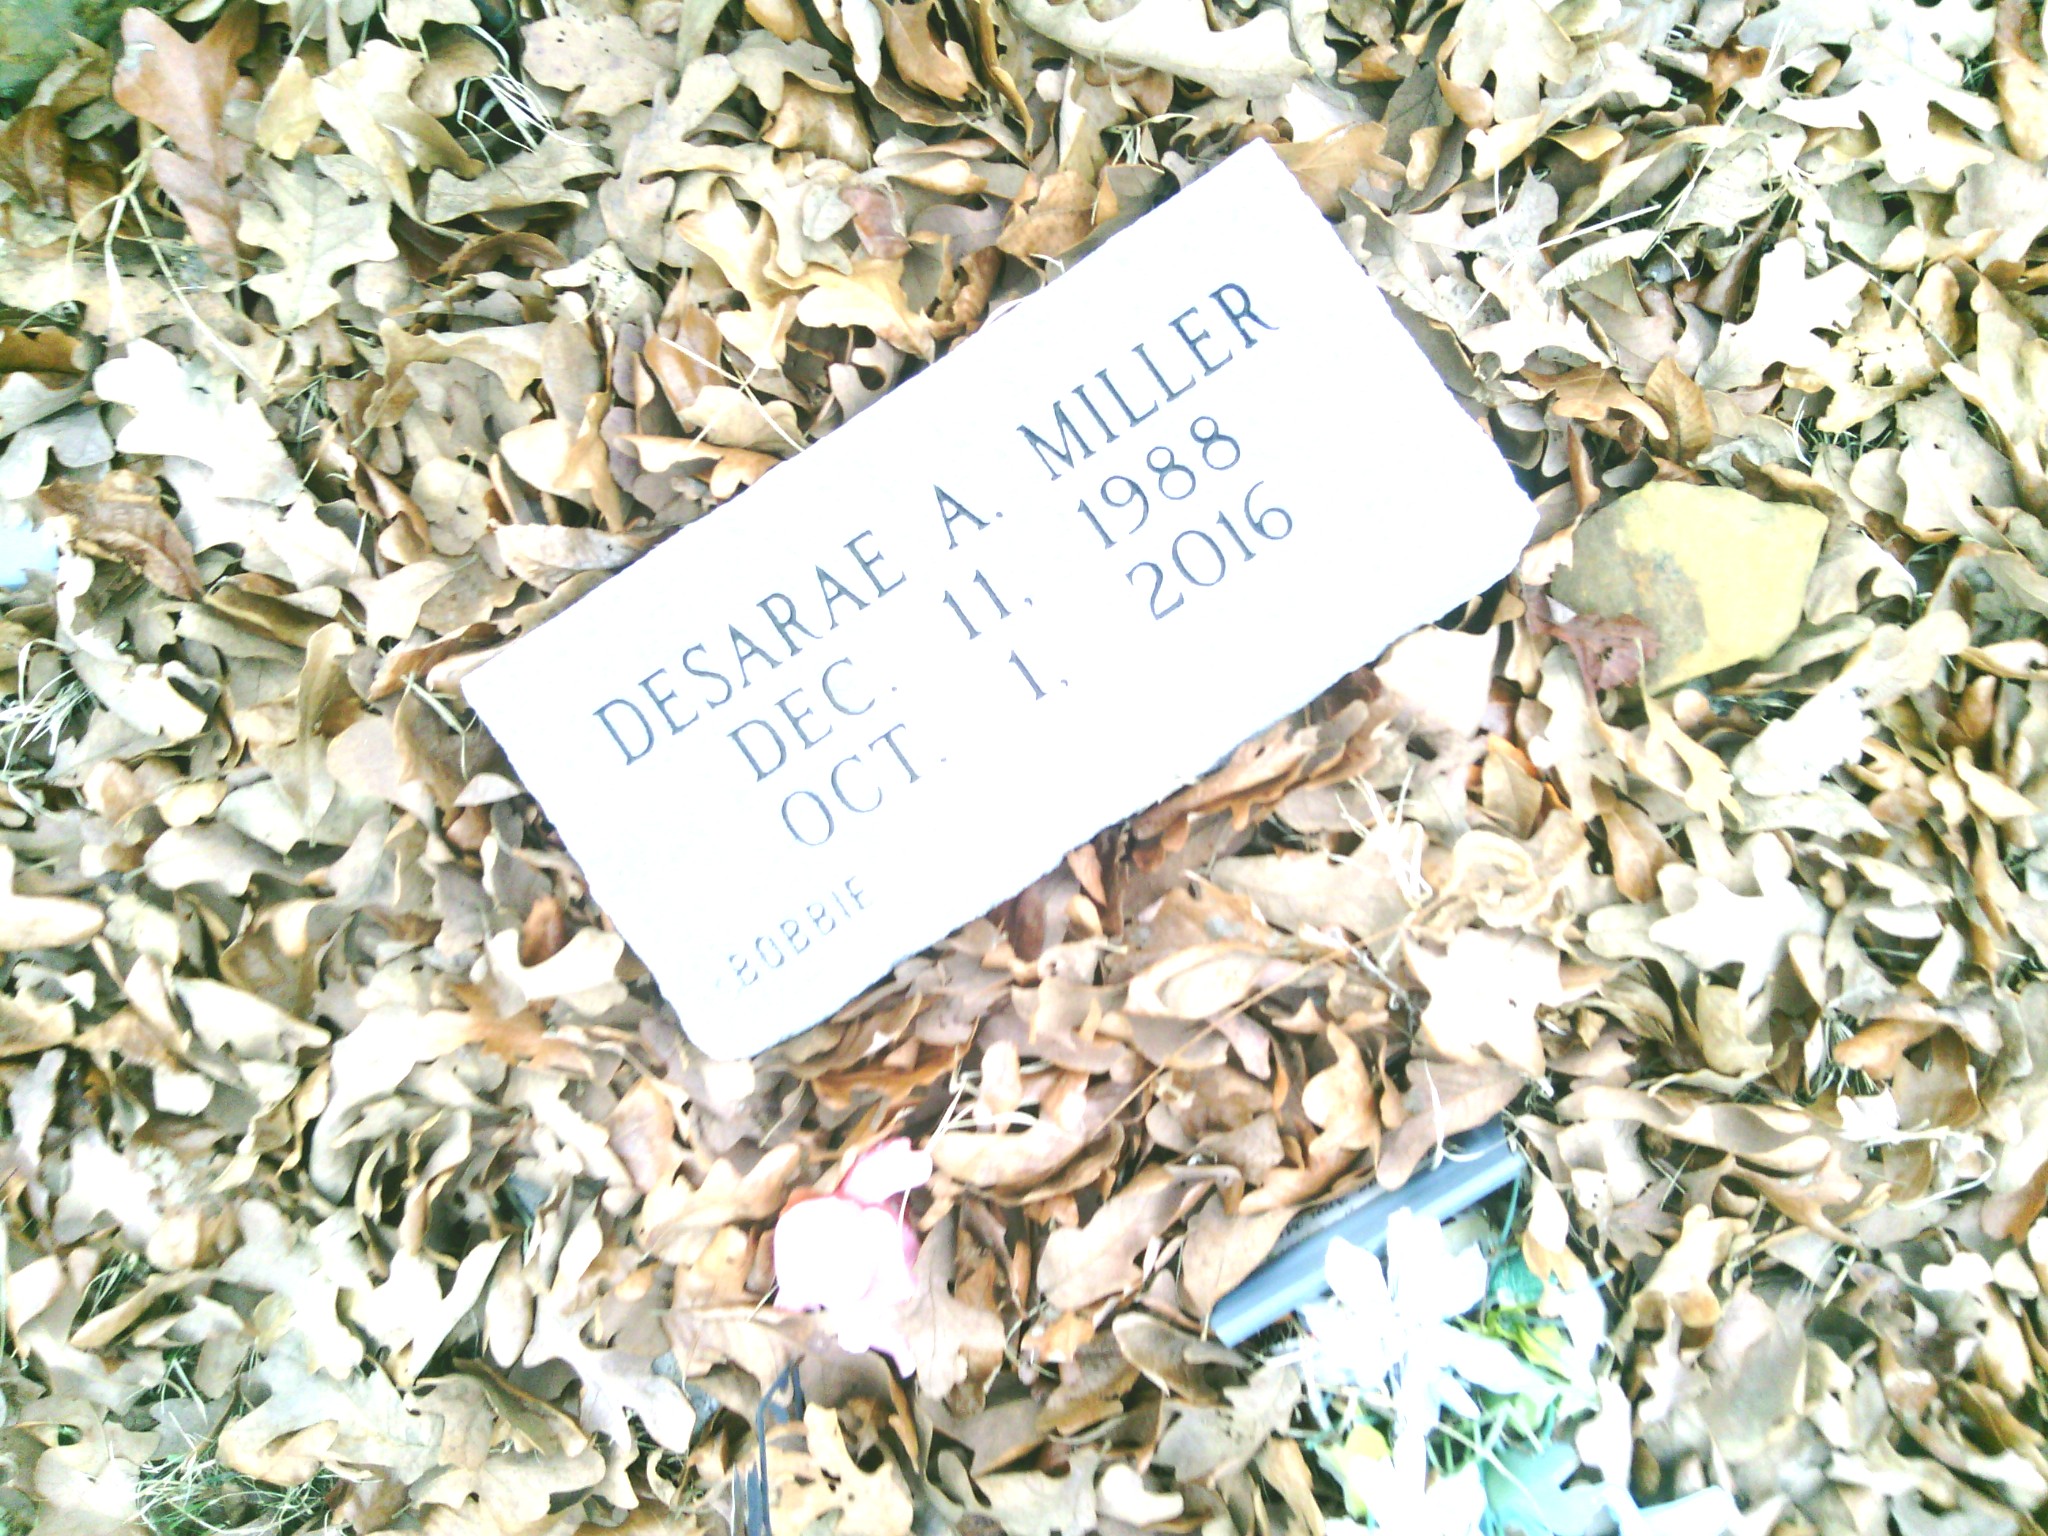 DESARAE A. MILLER
DEC. 11, 1988
OCT. 1, 2016
BOBBIE